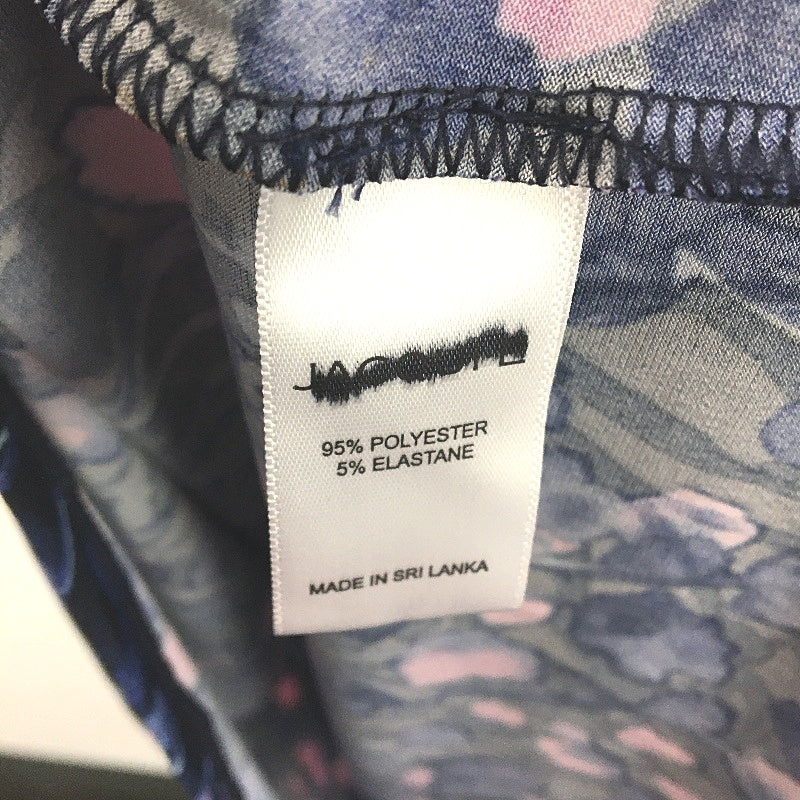 95% POLYESTER
5% ELASTANE
MADE IN SRI LANKA